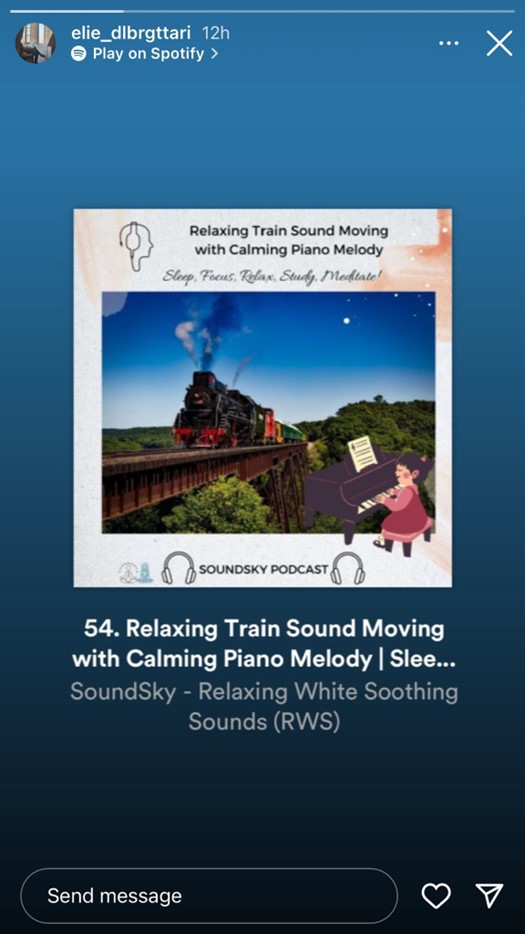 elie_dlbrgttari 12h
Play on Spotify >
Relaxing Train Sound Moving
with Calming Piano Melody
Sleep, Focus, Relax, Study, Meditate!
SOUNDSKY PODCAST
54. Relaxing Train Sound Moving
with Calming Piano Melody | Slee...
SoundSky - Relaxing White Soothing
Sounds (RWS)
Send message